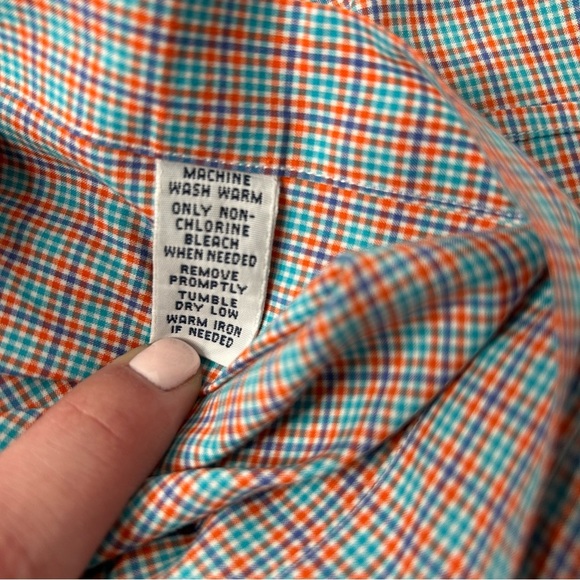 MACHINE
WASH WARM
ONLY NON-
CHLORINE
BLEACH
WHEN NEEDED
REMOVE
PROMPTLY
TUMBLE
DRY LOW
WARM IRON
IF NEEDED